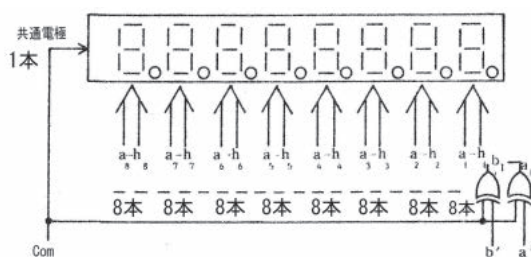 共通電極
1本
a-h a-h a-h a-h a-h a-h a-h a-h b₁ a
8 8 7 7 6 6 5 5 4 4 3 3 2 2 1
8本 8本 8本 8本 8本 8本 8本 8本
Com b' a